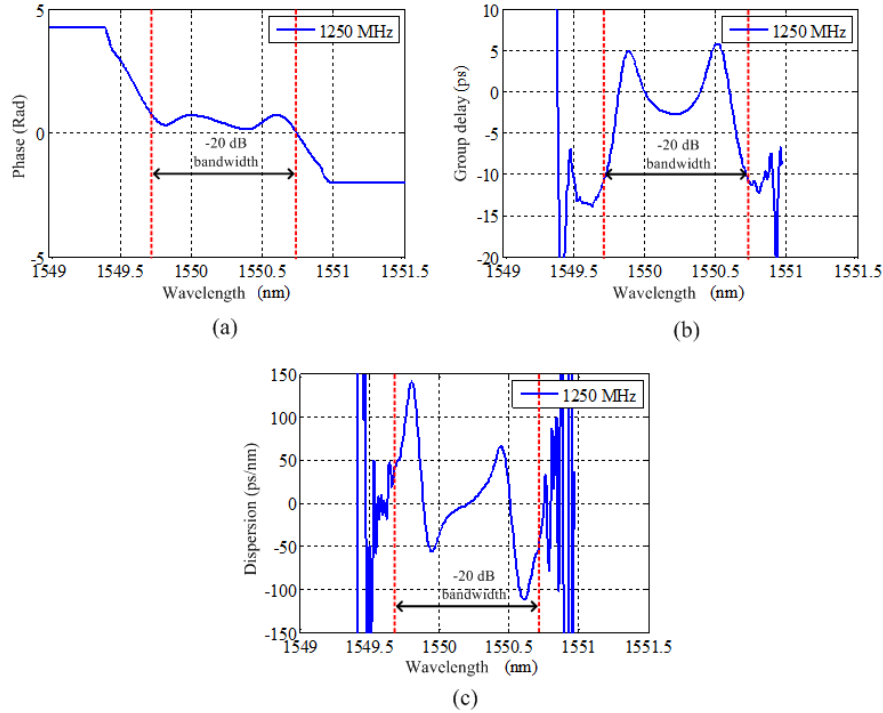 5
1250 MHz
Phase (Rad)
0
-20 dB
bandwidth
-5
1549
1549.5
1550
1550.5
1551
1551.5
Wavelength (nm)
(a)
10
1250 MHz
5
0
Group delay (ps)
-5
-20 dB
bandwidth
-10
-15
-20
1549
1549.5
1550
1550.5
1551
1551.5
Wavelength (nm)
(b)
150
1250 MHz
100
50
Dispersion (ps/nm)
0
-50
-20 dB
bandwidth
-100
-150
1549
1549.5
1550
1550.5
1551
1551.5
Wavelength (nm)
(c)